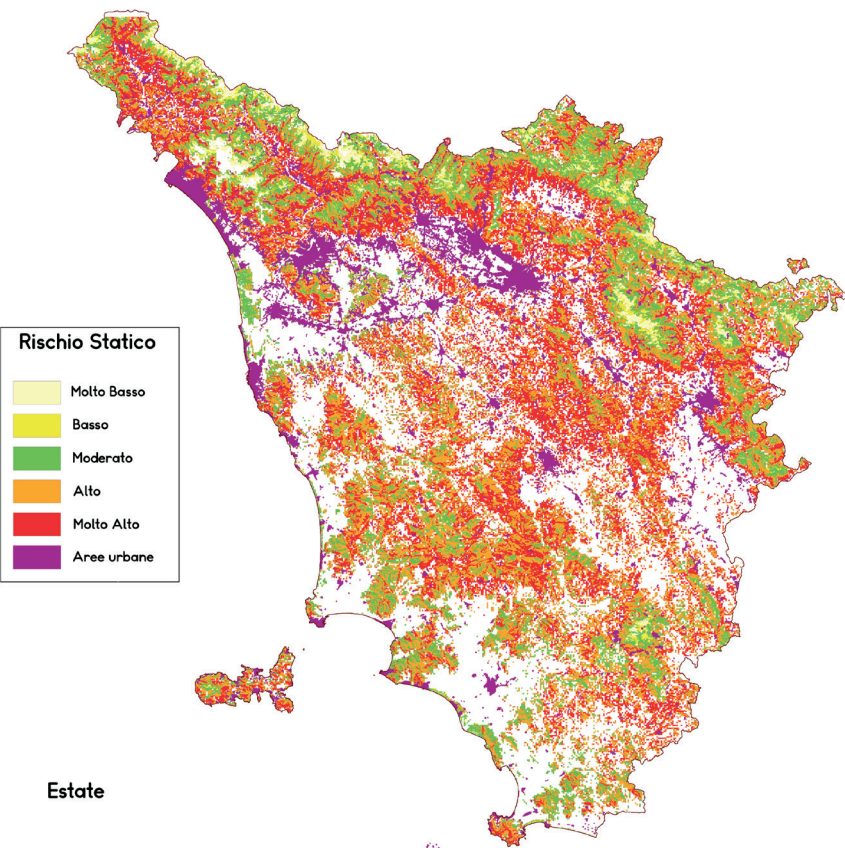 Rischio Statico
Molto Basso
Basso
Moderato
Alto
Molto Alto
Aree urbane
Estate